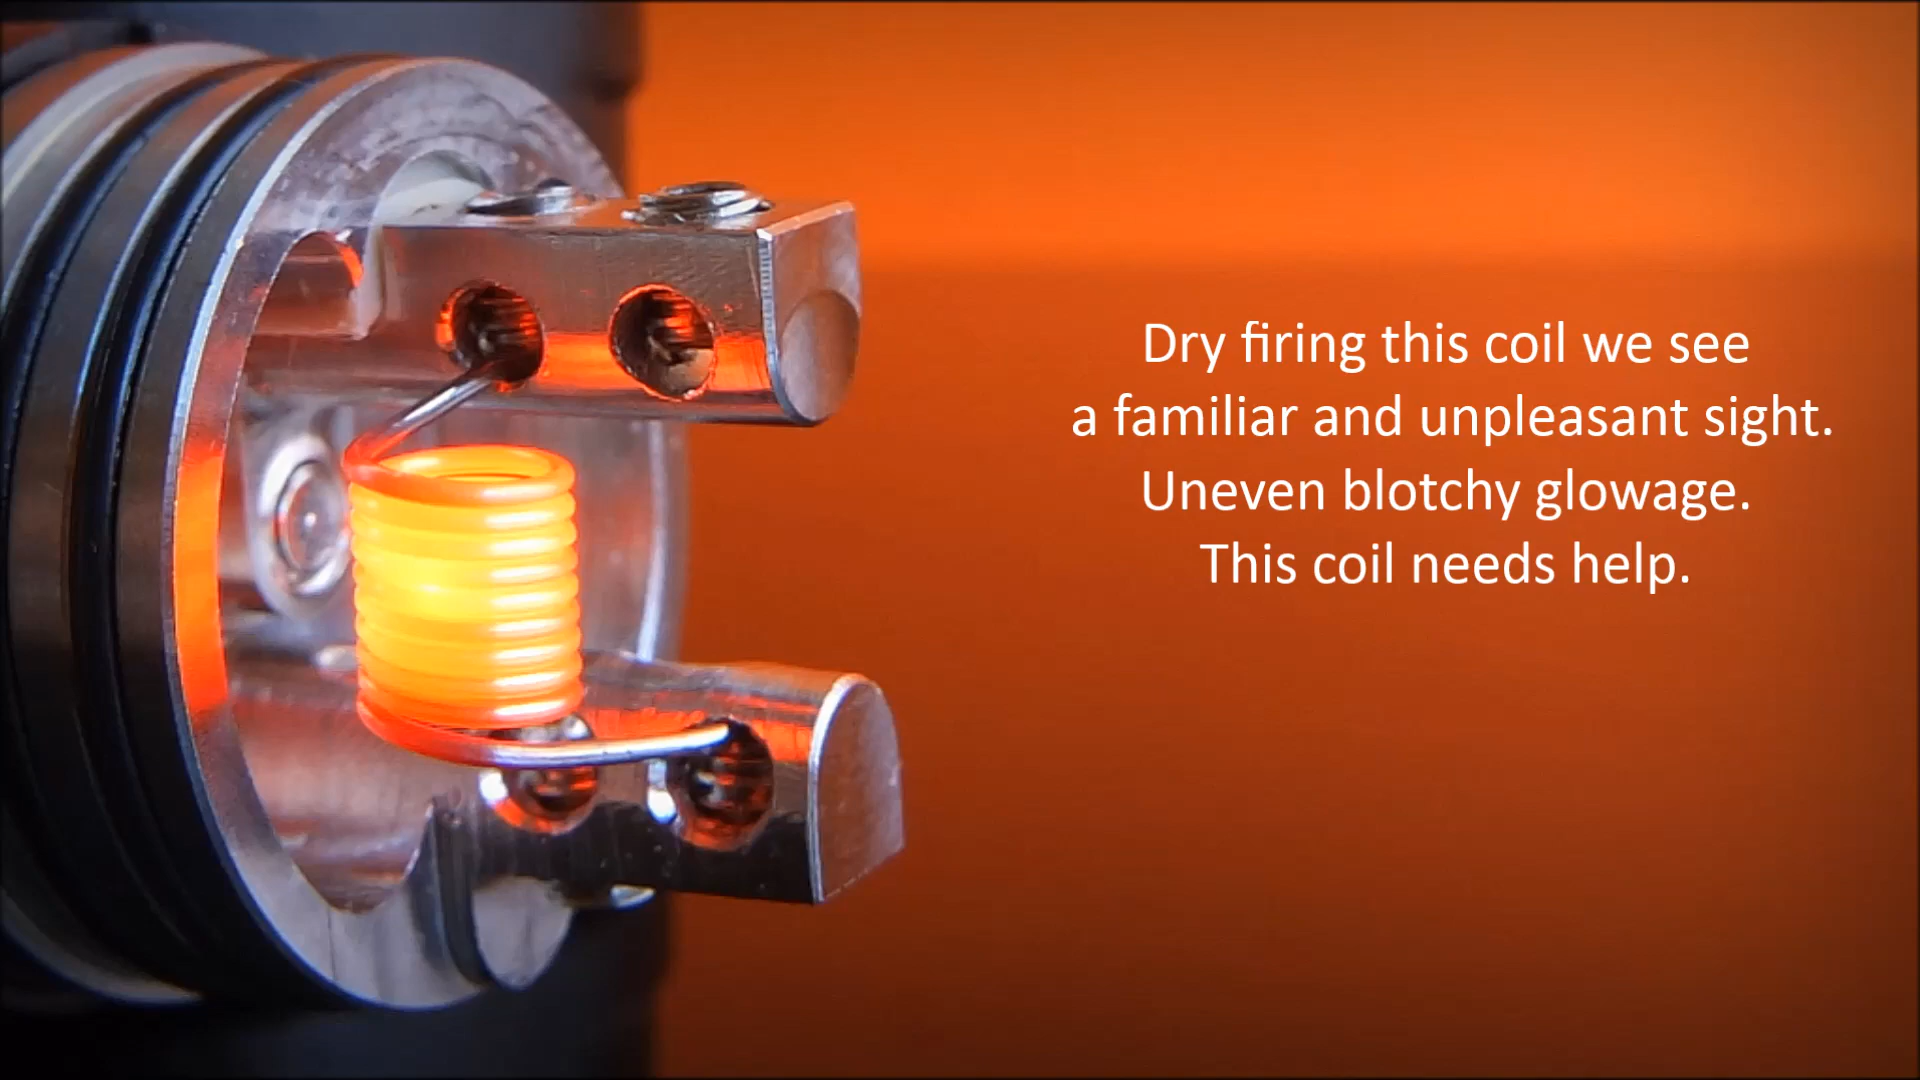 Dry firing this coil we see
a familiar and unpleasant sight.
Uneven blotchy glowage.
This coil needs help.